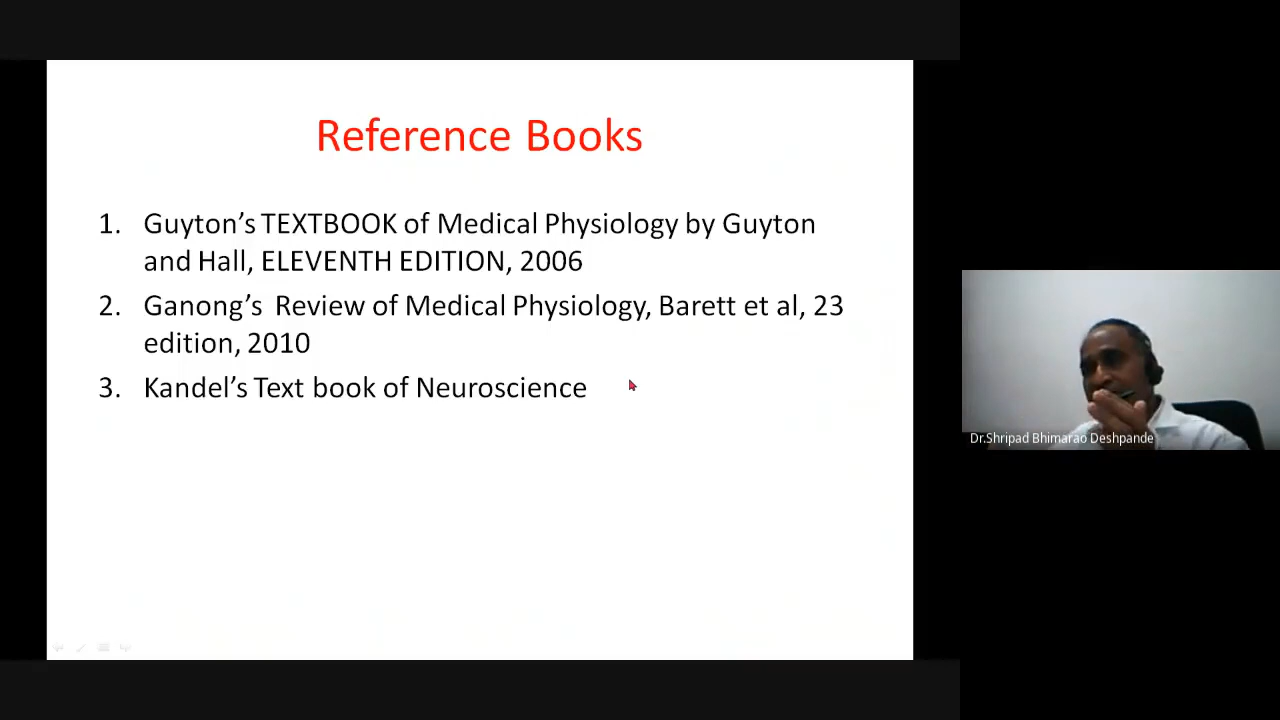 Reference Books
1. Guyton’s TEXTBOOK of Medical Physiology by Guyton
and Hall, ELEVENTH EDITION, 2006
2. Ganong’s Review of Medical Physiology, Barett et al, 23
edition, 2010
3. Kandel’s Text book of Neuroscience
Dr.Shripad Bhimarao Deshpande